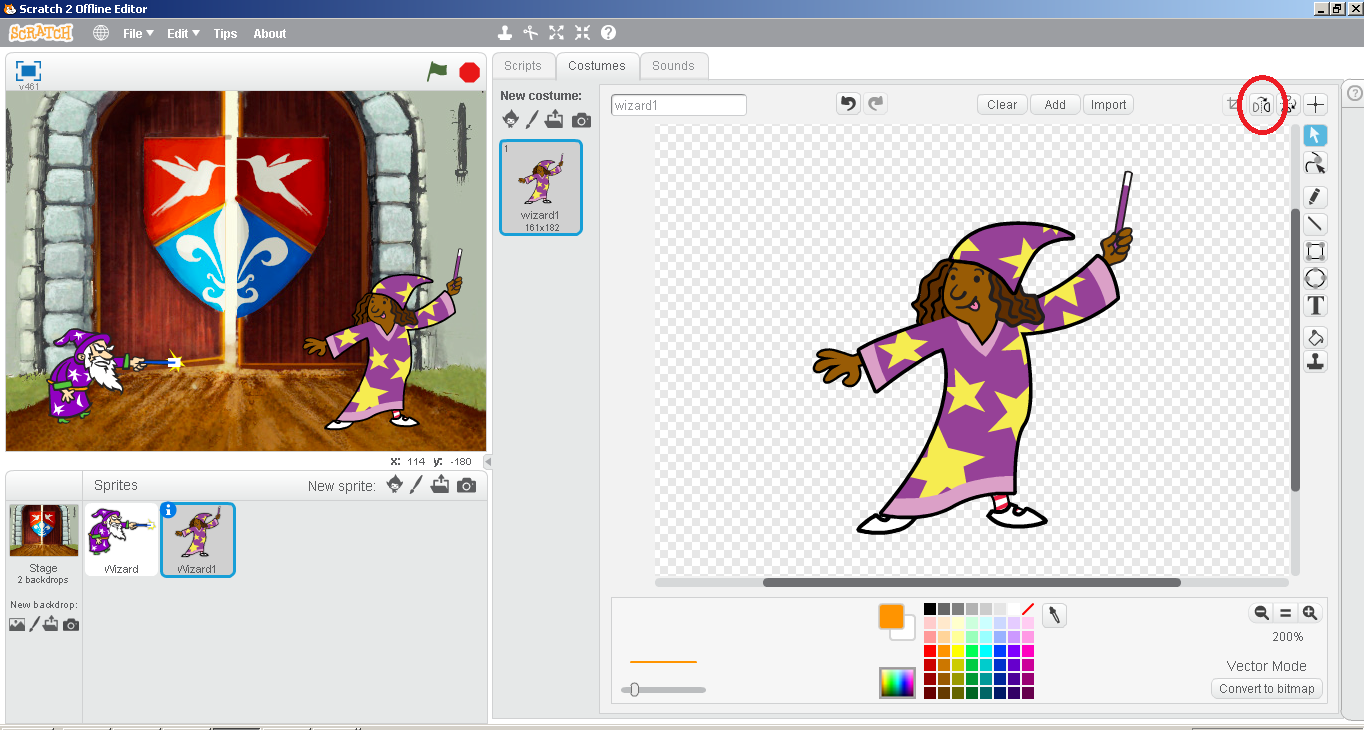 Scratch 2 Offline Editor
SCRATCH File Edit Tips About
v461
Scripts Costumes Sounds
New costume:
wizard1
Clear Add Import
1
wizard1
161x182
x: 114 y: -180
Sprites New sprite:
Stage
2 backdrops
New backdrop:
Wizard
Wizard1
T
200%
Vector Mode
Convert to bitmap